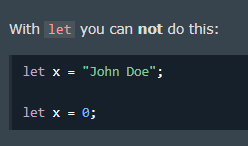 With let you can not do this:
let x = "John Doe";
let x = 0;